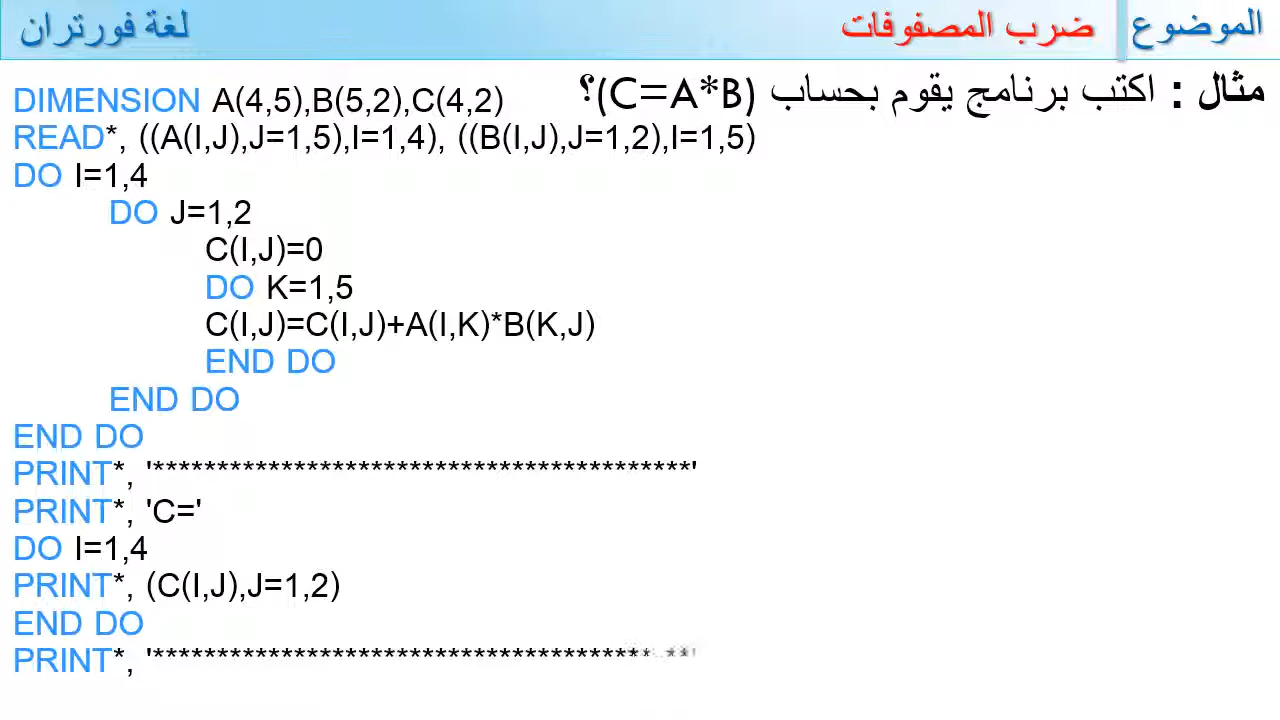 الموضوع ضرب المصفوفات لغة فورتران
مثال : اكتب برنامج يقوم بحساب (C=A*B)؟
DIMENSION A(4,5),B(5,2),C(4,2)
READ*, ((A(I,J),J=1,5),I=1,4), ((B(I,J),J=1,2),I=1,5)
DO I=1,4
DO J=1,2
C(I,J)=0
DO K=1,5
C(I,J)=C(I,J)+A(I,K)*B(K,J)
END DO
END DO
END DO
PRINT*, '******************************************'
PRINT*, 'C='
DO I=1,4
PRINT*, (C(I,J),J=1,2)
END DO
PRINT*, '******************************************'